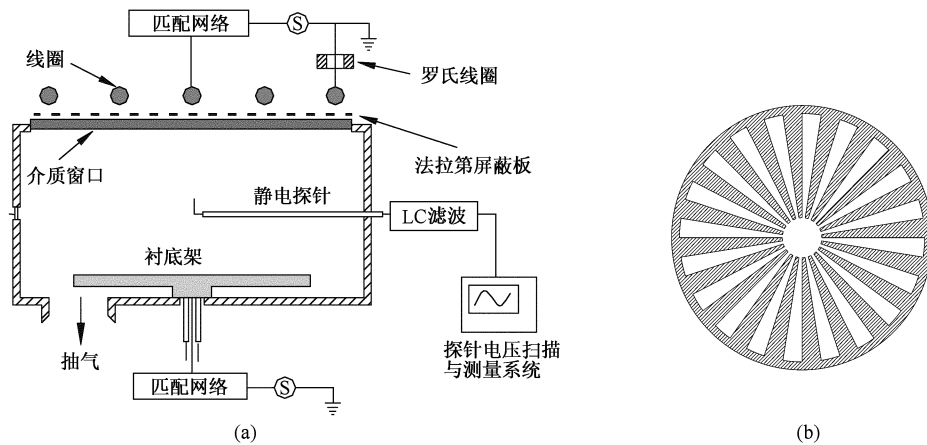 匹配网络
S
线圈
罗氏线圈
介质窗口
法拉第屏蔽板
静电探针
LC滤波
衬底架
抽气
探针电压扫描
与测量系统
匹配网络
S
(a)
(b)